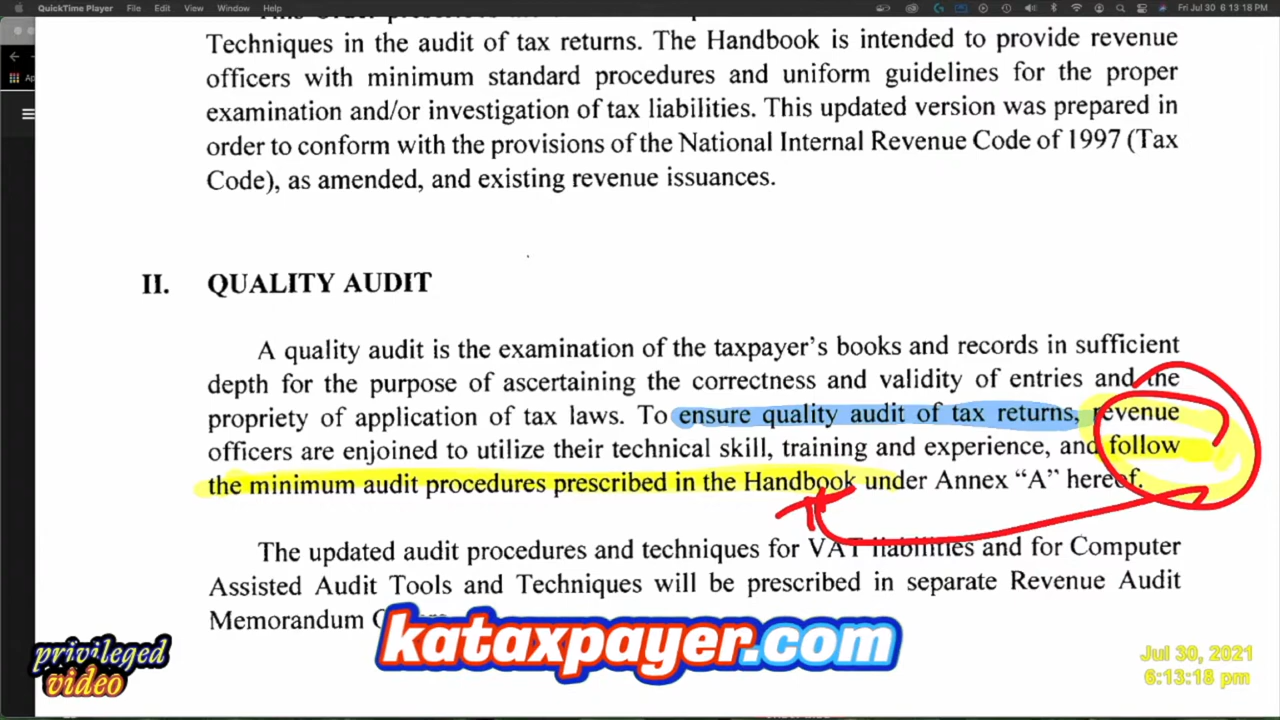 QuickTime Player File Edit View Window Help Fri Jul 30 6:13:18 PM
Techniques in the audit of tax returns. The Handbook is intended to provide revenue
officers with minimum standard procedures and uniform guidelines for the proper
examination and/or investigation of tax liabilities. This updated version was prepared in
order to conform with the provisions of the National Internal Revenue Code of 1997 (Tax
Code), as amended, and existing revenue issuances.
II. QUALITY AUDIT
A quality audit is the examination of the taxpayer's books and records in sufficient
depth for the purpose of ascertaining the correctness and validity of entries and the
propriety of application of tax laws. To ensure quality audit of tax returns, revenue
officers are enjoined to utilize their technical skill, training and experience, and follow
the minimum audit procedures prescribed in the Handbook under Annex “A” hereof.
The updated audit procedures and techniques for VAT liabilities and for Computer
Assisted Audit Tools and Techniques will be prescribed in separate Revenue Audit
Memorandum
kataxpayer.com
privileged
video
Jul 30, 2021
6:13:18 pm